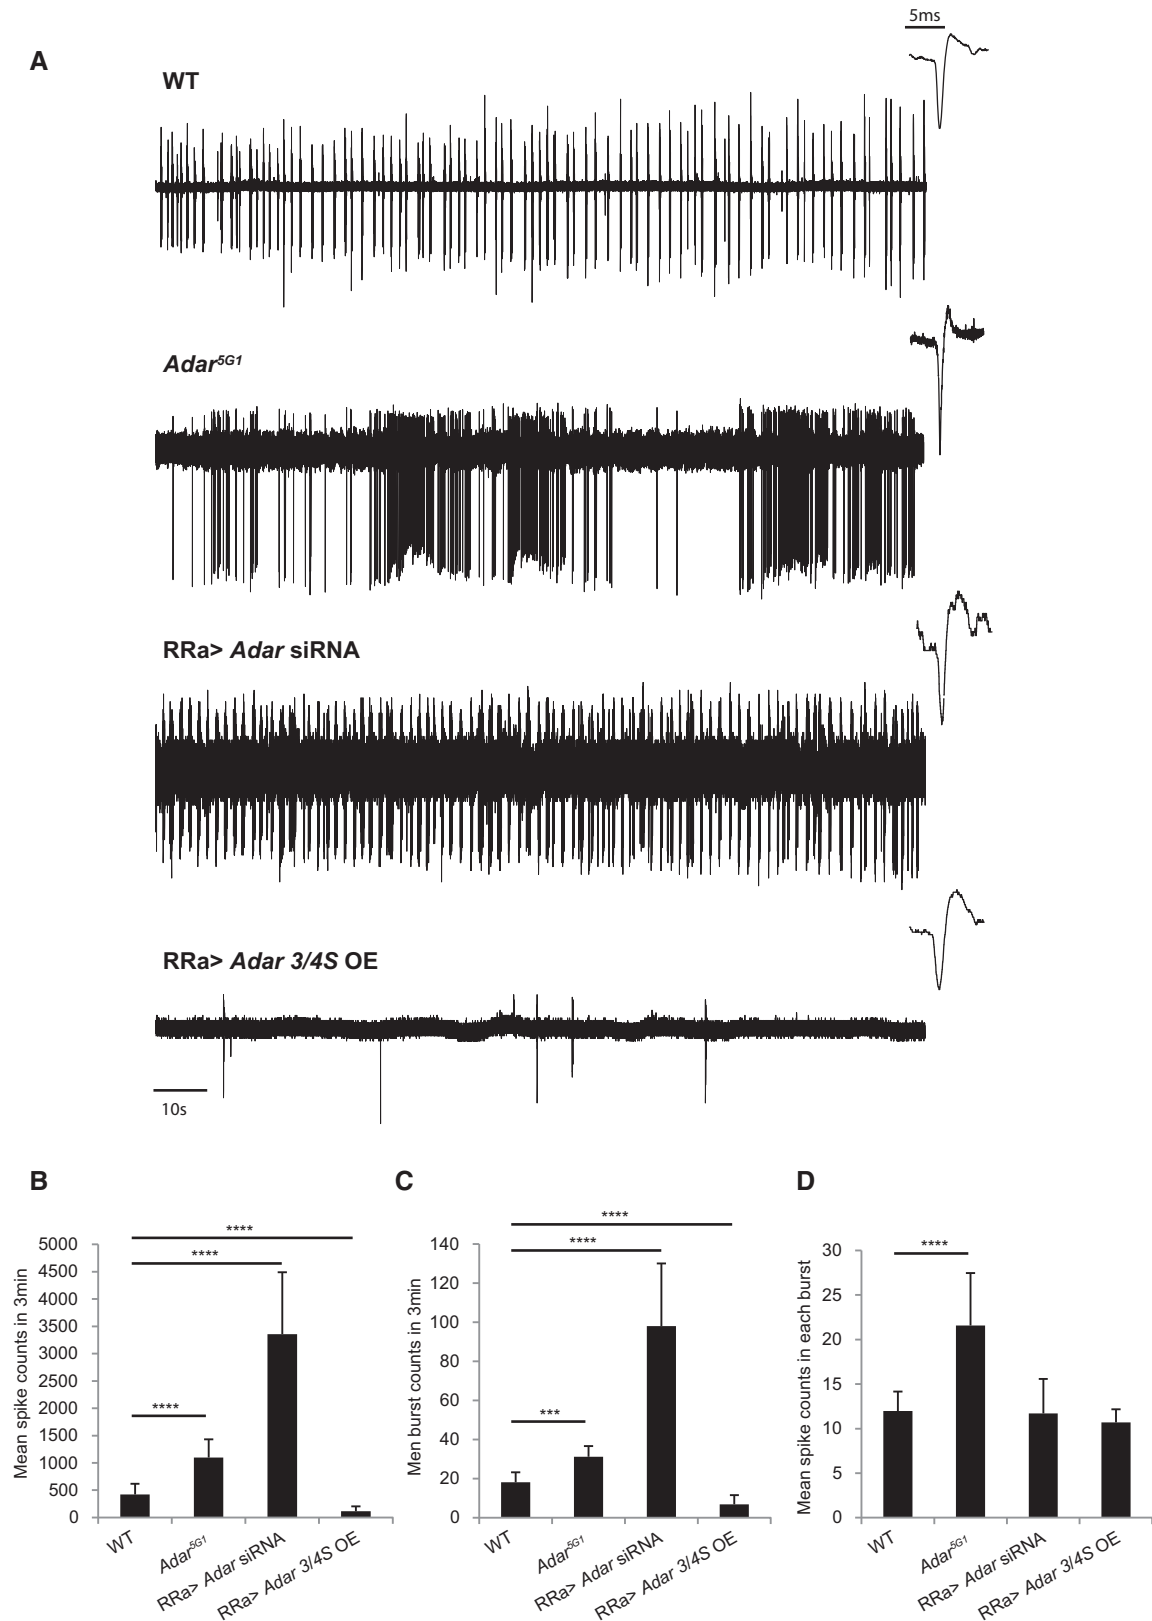 5ms
A
WT
Adar5G1
RRa> Adar siRNA
RRa> Adar 3/4S OE
10s
B
****
****
****
Mean spike counts in 3min
5000
4500
4000
3500
3000
2500
2000
1500
1000
500
0
WT
Adar5G1
RRa> Adar siRNA
RRa> Adar 3/4S OE
C
****
****
***
Men burst counts in 3min
140
120
100
80
60
40
20
0
WT
Adar5G1
RRa> Adar siRNA
RRa> Adar 3/4S OE
D
****
Mean spike counts in each burst
30
25
20
15
10
5
0
WT
Adar5G1
RRa> Adar siRNA
RRa> Adar 3/4S OE